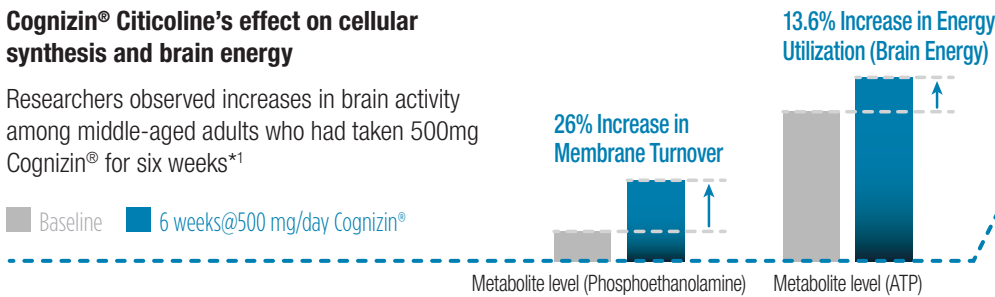 Cognizin® Citicoline’s effect on cellular
synthesis and brain energy
Researchers observed increases in brain activity
among middle-aged adults who had taken 500mg
Cognizin® for six weeks*1
Baseline
6 weeks@500 mg/day Cognizin®
26% Increase in
Membrane Turnover
13.6% Increase in Energy
Utilization (Brain Energy)
Metabolite level (Phosphoethanolamine)
Metabolite level (ATP)